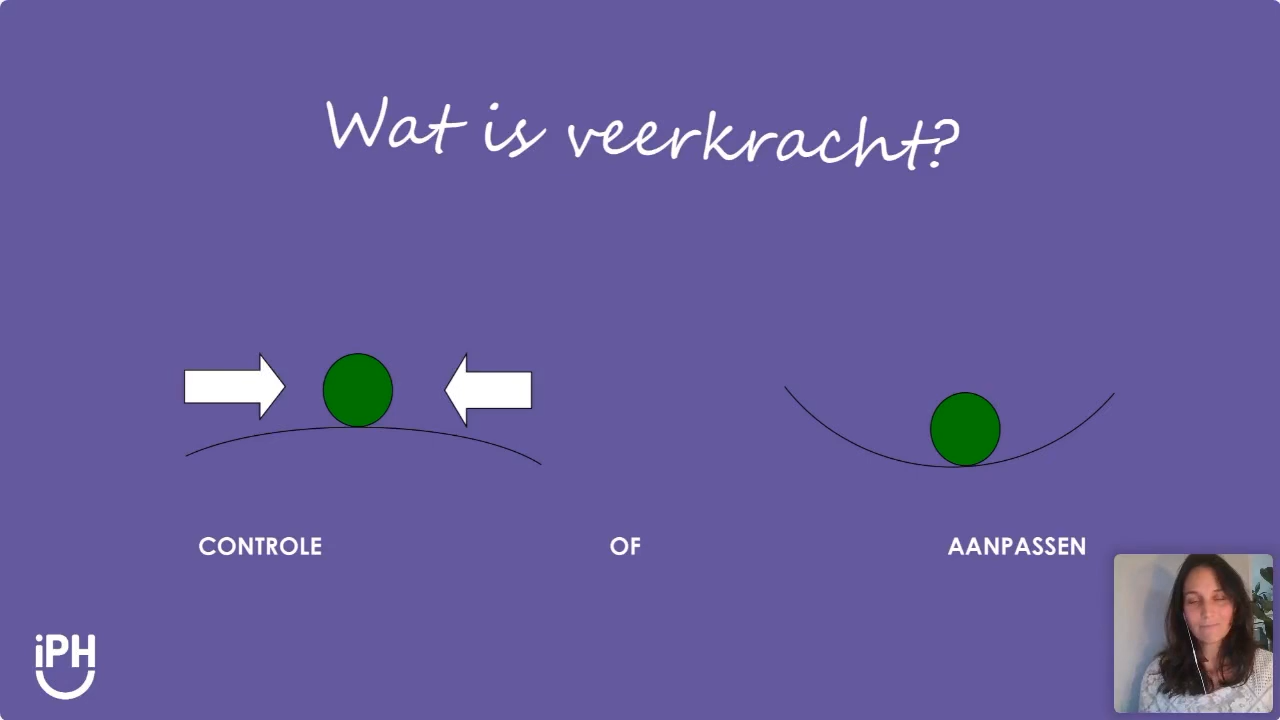 Wat is veerkracht?
CONTROLE OF AANPASSEN
iPH